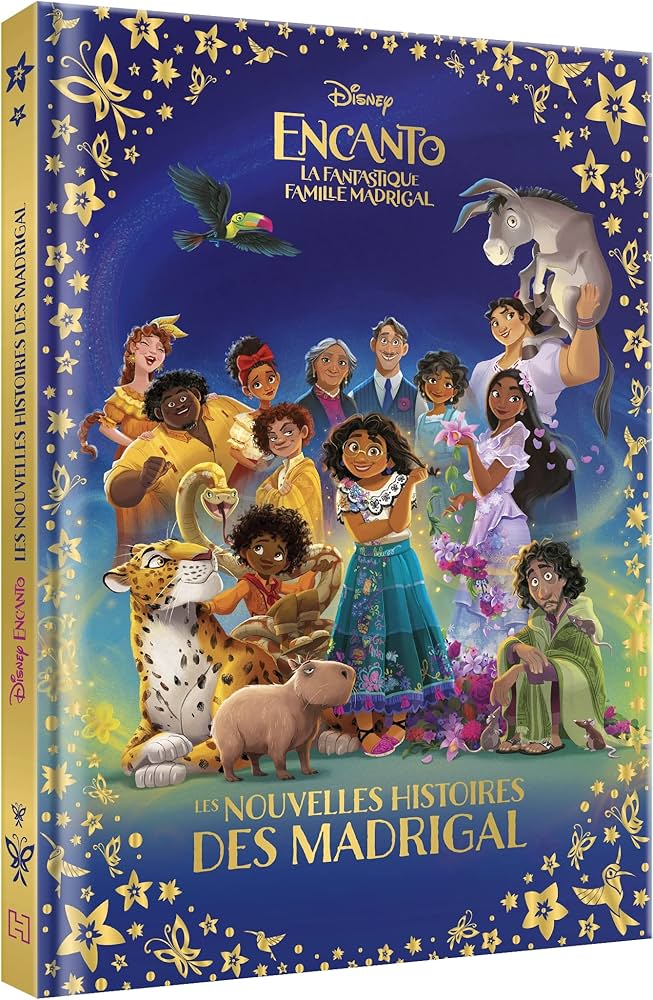 Disney
ENCANTO
LA FANTASTIQUE
FAMILLE MADRIGAL
LES NOUVELLES HISTOIRES
DES MADRIGAL
Disney ENCANTO LES NOUVELLES HISTOIRES DES MADRIGAL
H